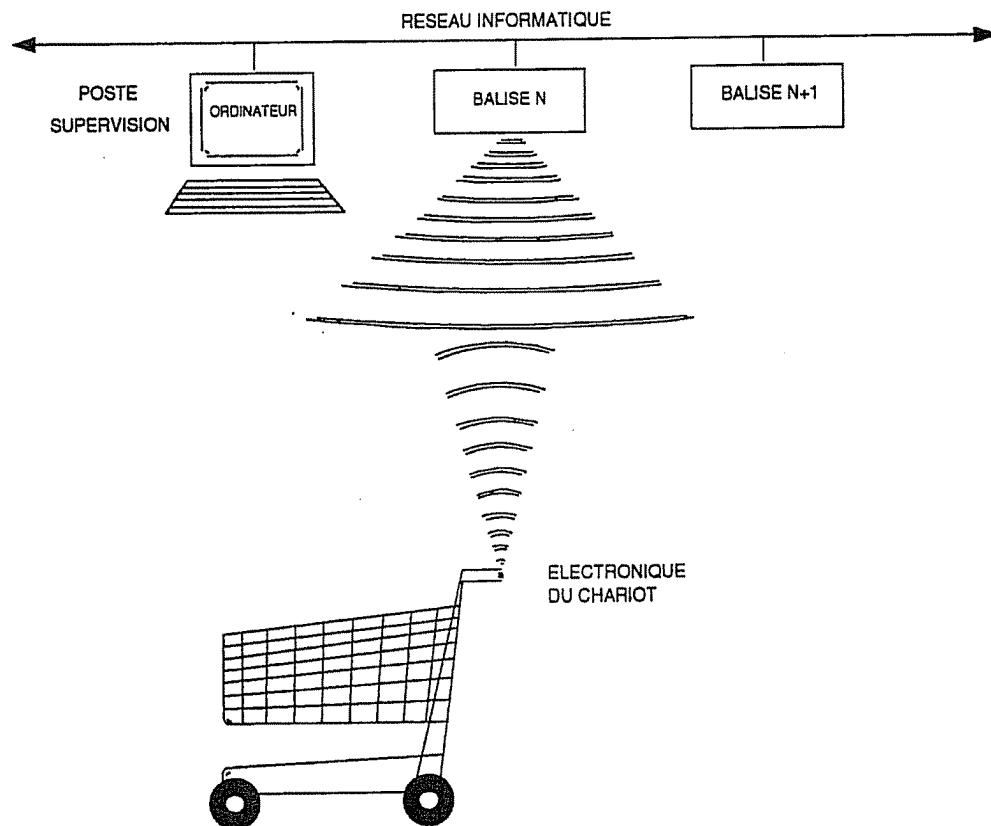 RESEAU INFORMATIQUE
POSTE
SUPERVISION
ORDINATEUR
BALISE N
BALISE N+1
ELECTRONIQUE
DU CHARIOT